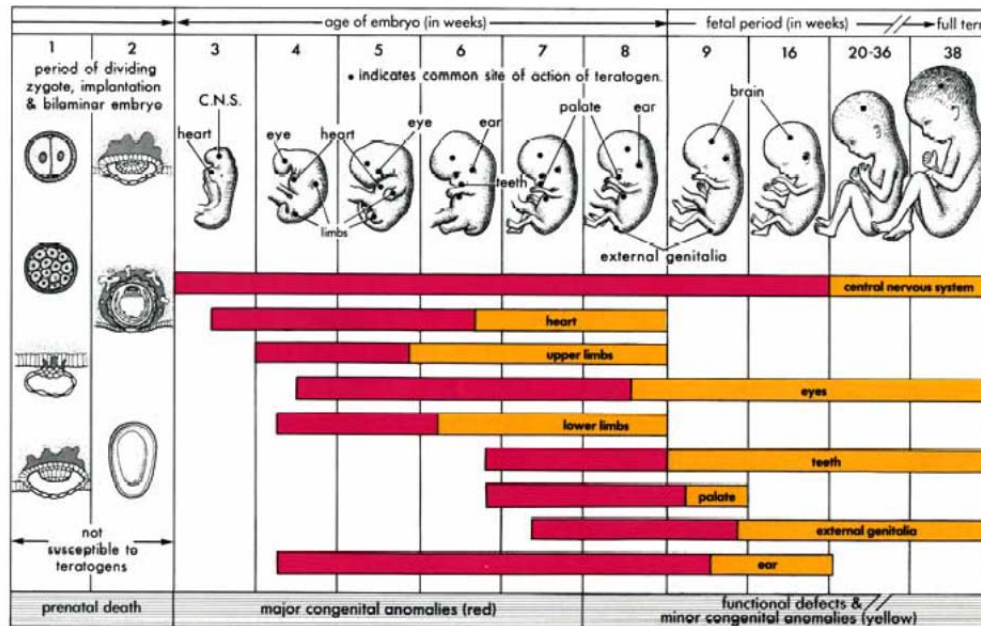 age of embryo (in weeks)
fetal period (in weeks)
full term
1
2
3
4
5
6
7
8
9
16
20-36
38
period of dividing
zygote, implantation
& bilaminar embryo
• indicates common site of action of teratogen.
C.N.S.
heart
eye
heart
limbs
eye
ear
teeth
palate
ear
external genitalia
brain
central nervous system
heart
upper limbs
eyes
lower limbs
teeth
palate
external genitalia
ear
not
susceptible to
teratogens
prenatal death
major congenital anomalies (red)
functional defects &
minor congenital anomalies (yellow)